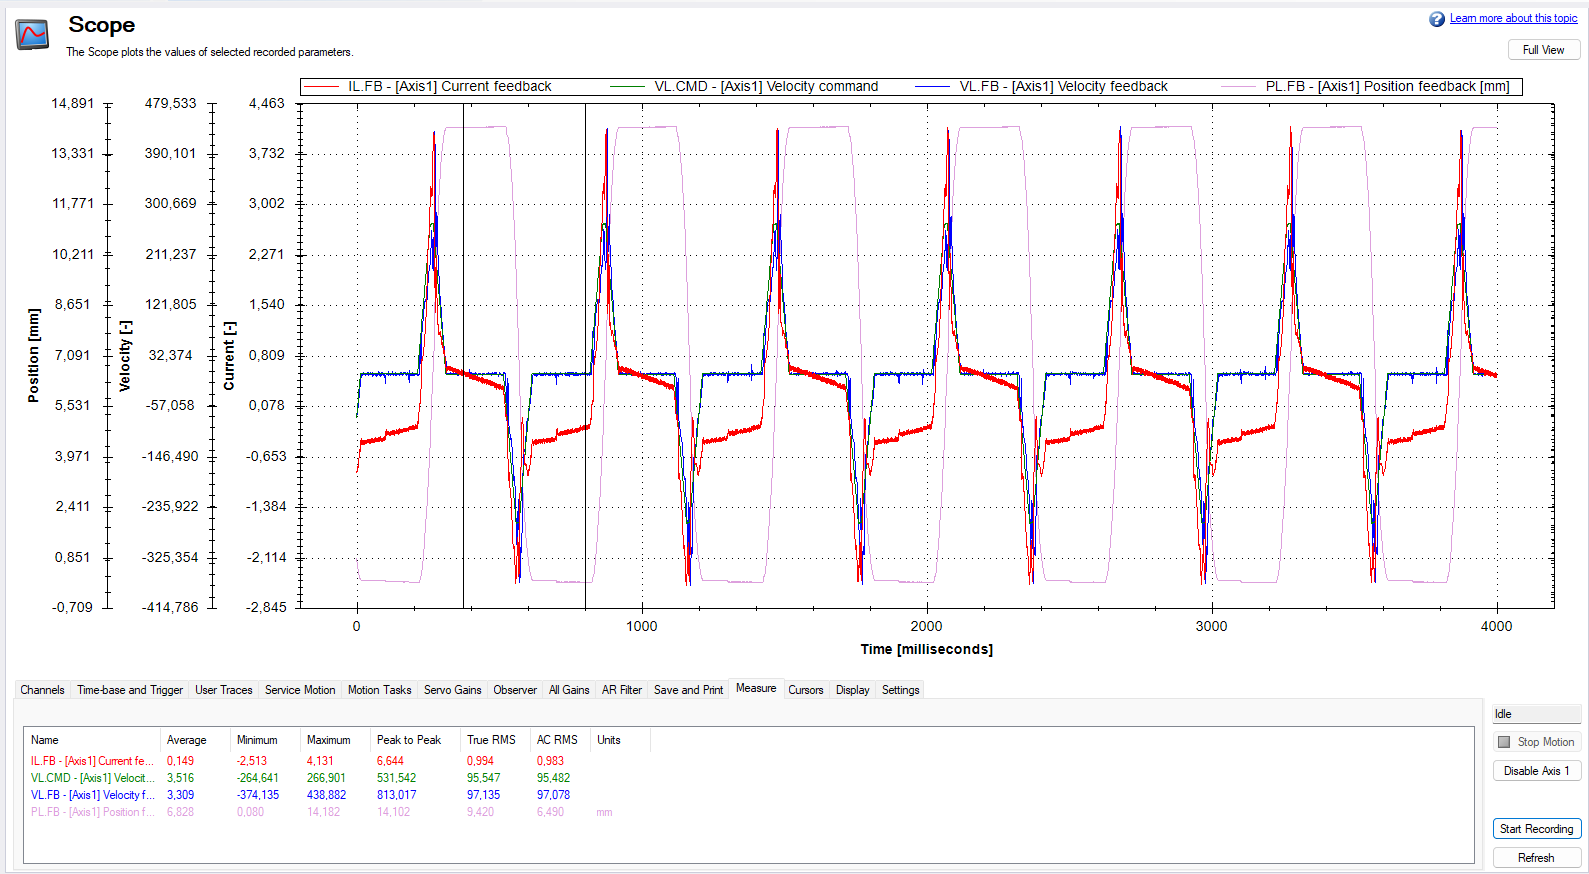 Scope
The Scope plots the values of selected recorded parameters.
Learn more about this topic
Full View
IL.FB - [Axis1] Current feedback VL.CMD - [Axis1] Velocity command VL.FB - [Axis1] Velocity feedback PL.FB - [Axis1] Position feedback [mm]
14,891 479,533 4,463
13,331 390,101 3,732
11,771 300,669 3,002
10,211 211,237 2,271
8,651 121,805 1,540
7,091 32,374 0,809
5,531 -57,058 0,078
3,971 -146,490 -0,653
2,411 -235,922 -1,384
0,851 -325,354 -2,114
-0,709 -414,786 -2,845
Position [mm]
Velocity [-]
Current [-]
0 1000 2000 3000 4000
Time [milliseconds]
Channels Time-base and Trigger User Traces Service Motion Motion Tasks Servo Gains Observer All Gains AR Filter Save and Print Measure Cursors Display Settings
Name Average Minimum Maximum Peak to Peak True RMS AC RMS Units
IL.FB - [Axis1] Current fe... 0,149 -2,513 4,131 6,644 0,994 0,983
VL.CMD - [Axis1] Velocit... 3,516 -264,641 266,901 531,542 95,547 95,482
VL.FB - [Axis1] Velocity f... 3,309 -374,135 438,882 813,017 97,135 97,078
PL.FB - [Axis1] Position f... 6,828 0,080 14,182 14,102 9,420 6,490 mm
Idle
Stop Motion
Disable Axis 1
Start Recording
Refresh